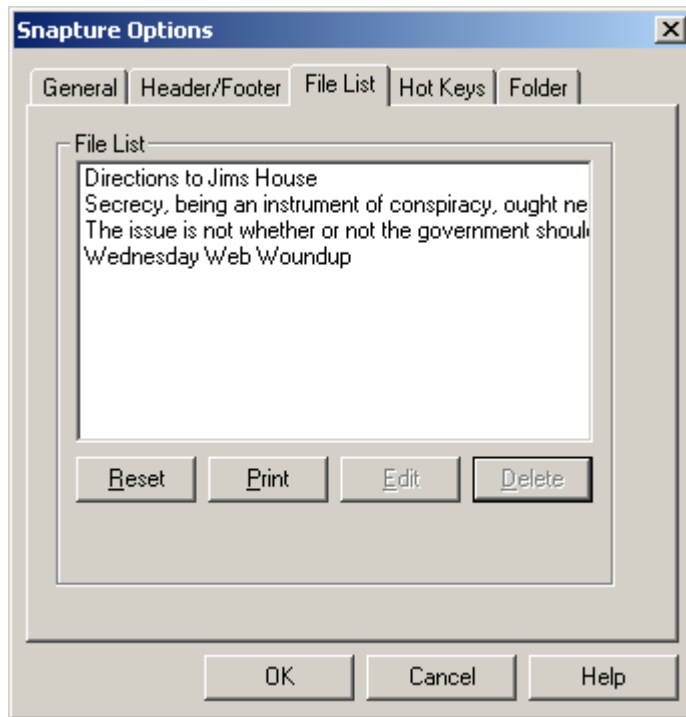 Snapture Options
General Header/Footer File List Hot Keys Folder
File List
Directions to Jims House
Secrecy, being an instrument of conspiracy, ought ne
The issue is not whether or not the government shoul
Wednesday Web Woundup
Reset Print Edit Delete
OK Cancel Help